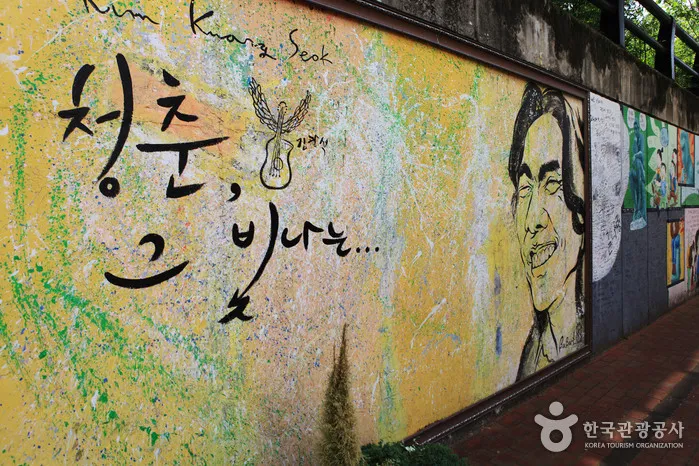 Kim Kwang Seok
청춘,
김광석
그 빛나는...
한국관광공사
KOREA TOURISM ORGANIZATION